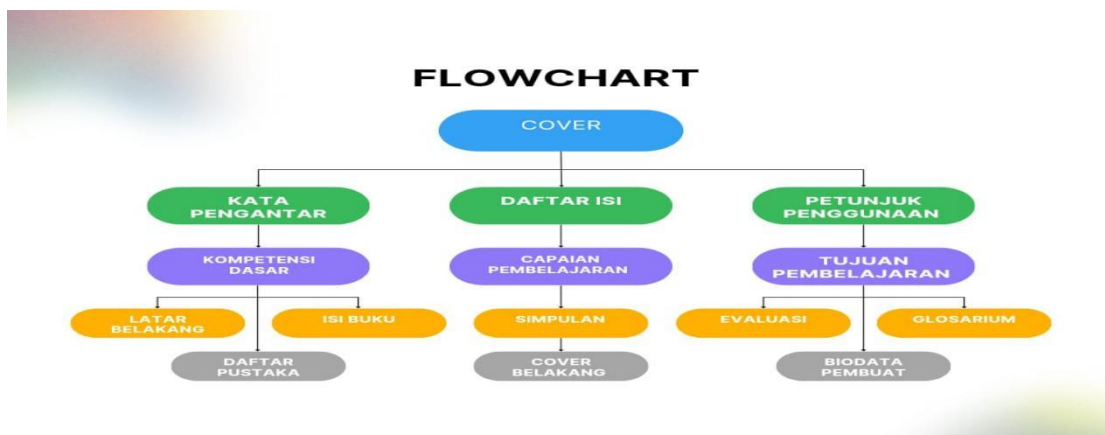 FLOWCHART
COVER
KATA
PENGANTAR
DAFTAR ISI
PETUNJUK
PENGGUNAAN
KOMPETENSI
DASAR
CAPAIAN
PEMBELAJARAN
TUJUAN
PEMBELAJARAN
LATAR
BELAKANG
ISI BUKU
SIMPULAN
EVALUASI
GLOSARIUM
DAFTAR
PUSTAKA
COVER
BELAKANG
BIODATA
PEMBUAT